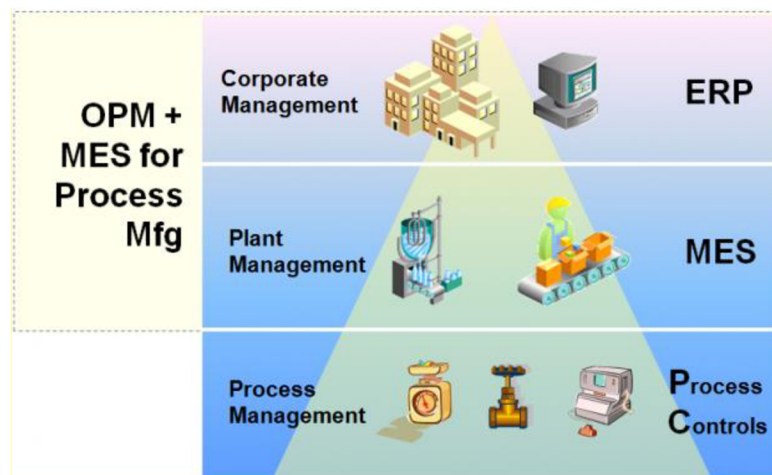 OPM +
MES for
Process
Mfg
Corporate
Management
ERP
Plant
Management
MES
Process
Management
Process
Controls